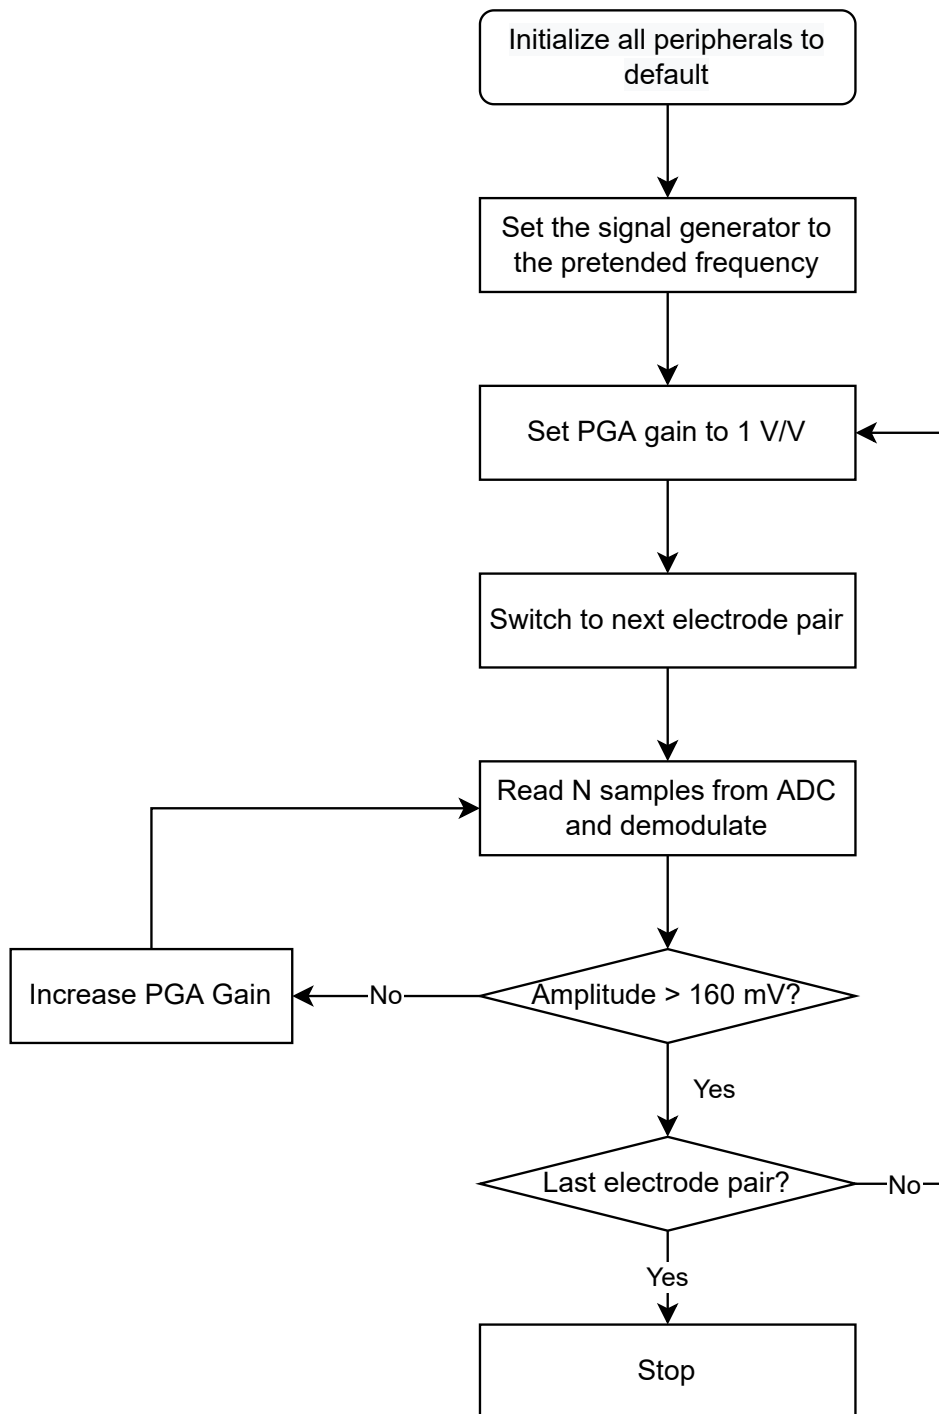 Initialize all peripherals to
default
Set the signal generator to
the pretended frequency
Set PGA gain to 1 V/V
Switch to next electrode pair
Read N samples from ADC
and demodulate
Increase PGA Gain
No
Amplitude > 160 mV?
Yes
Last electrode pair?
No
Yes
Stop